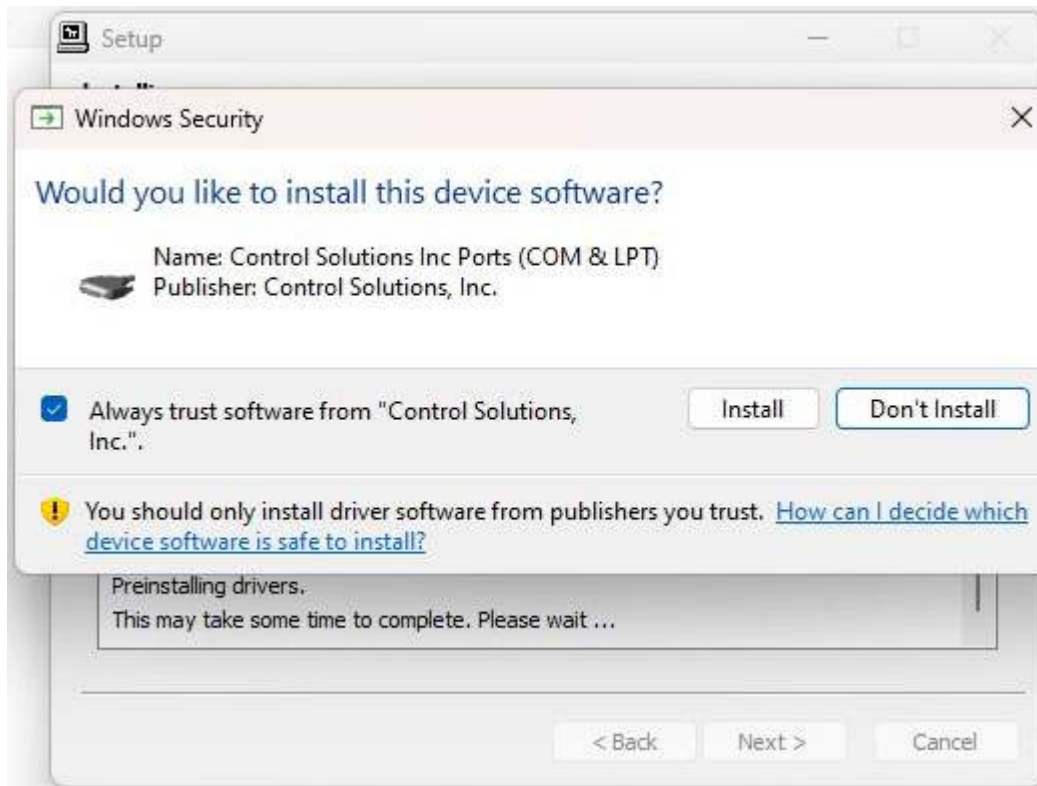 Setup
Windows Security
Would you like to install this device software?
Name: Control Solutions Inc Ports (COM & LPT)
Publisher: Control Solutions, Inc.
Always trust software from "Control Solutions,
Inc.".
Install
Don't Install
You should only install driver software from publishers you trust. How can I decide which
device software is safe to install?
Preinstalling drivers.
This may take some time to complete. Please wait ...
< Back
Next >
Cancel